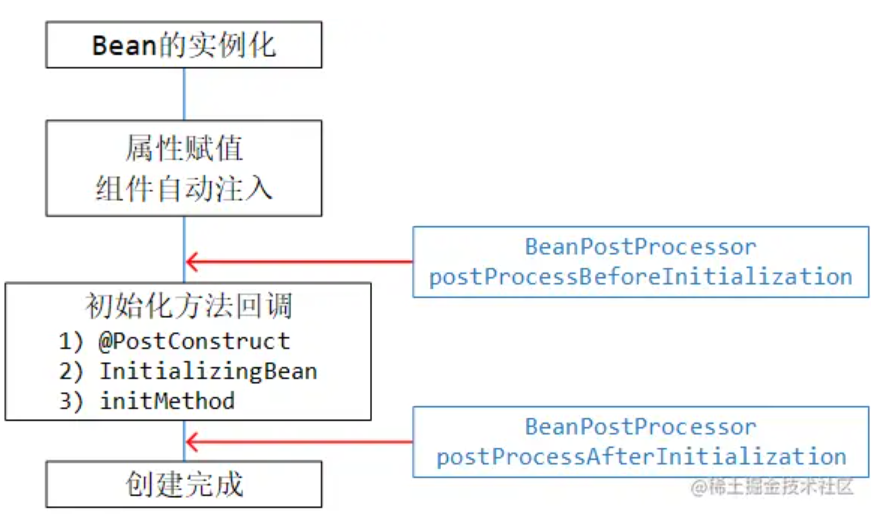 Bean的实例化
属性赋值
组件自动注入
BeanPostProcessor
postProcessBeforeInitialization
初始化方法回调
1) @PostConstruct
2) InitializingBean
3) initMethod
BeanPostProcessor
postProcessAfterInitialization
创建完成
@稀土掘金技术社区